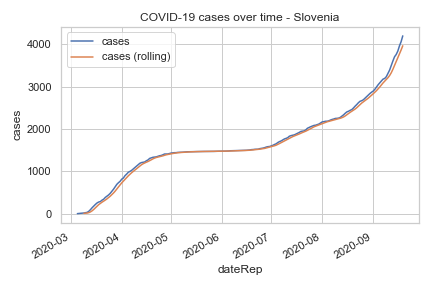 COVID-19 cases over time - Slovenia
cases
cases (rolling)
4000
3000
2000
1000
0
cases
2020-03
2020-04
2020-05
2020-06
2020-07
2020-08
2020-09
dateRep